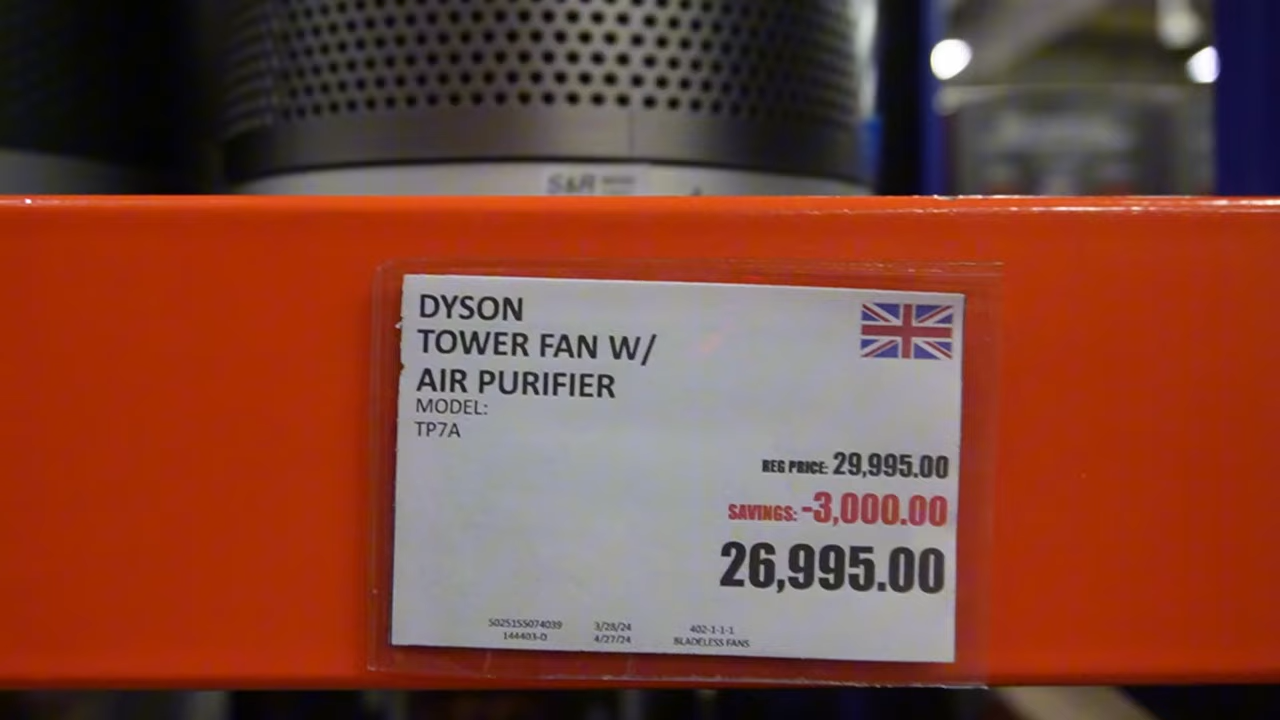 S&R
DYSON
TOWER FAN W/
AIR PURIFIER
MODEL:
TP7A
REG PRICE: 29,995.00
SAVINGS: -3,000.00
26,995.00
5025155074039 3/28/24 402-1-1-1
144403-D 4/27/24 BLADELESS FANS